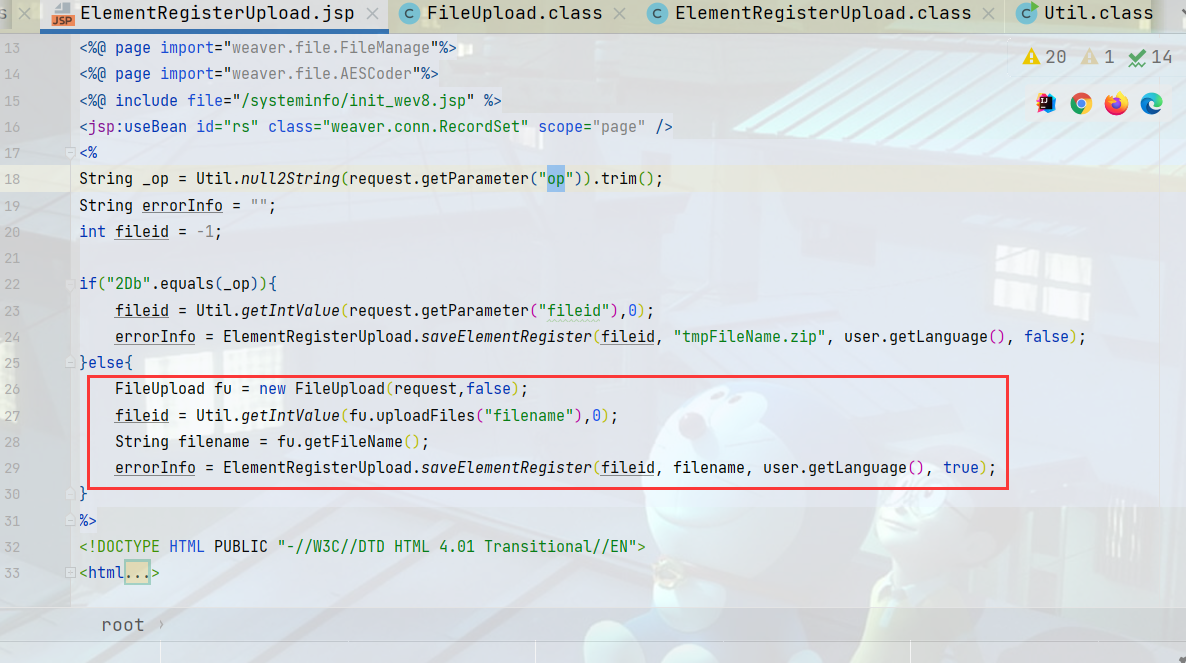 s ElementRegisterUpload.jsp FileUpload.class ElementRegisterUpload.class Util.class
JSP C C C
13 <%@ page import="weaver.file.FileManage"%>
20 1 14
14 <%@ page import="weaver.file.AESCoder"%>
15 <%@ include file="/systeminfo/init_wev8.jsp" %>
16 <jsp:useBean id="rs" class="weaver.conn.RecordSet" scope="page" />
17 <%
18 String _op = Util.null2String(request.getParameter("op")).trim();
19 String errorInfo = "";
20 int fileid = -1;
21
22 if("2Db".equals(_op)){
23 fileid = Util.getIntValue(request.getParameter("fileid"),0);
24 errorInfo = ElementRegisterUpload.saveElementRegister(fileid, "tmpFileName.zip", user.getLanguage(), false);
25 }else{
26 FileUpload fu = new FileUpload(request,false);
27 fileid = Util.getIntValue(fu.uploadFiles("filename"),0);
28 String filename = fu.getFileName();
29 errorInfo = ElementRegisterUpload.saveElementRegister(fileid, filename, user.getLanguage(), true);
30 }
31 %>
32 <!DOCTYPE HTML PUBLIC "-//W3C//DTD HTML 4.01 Transitional//EN">
33 <html...>
root ›